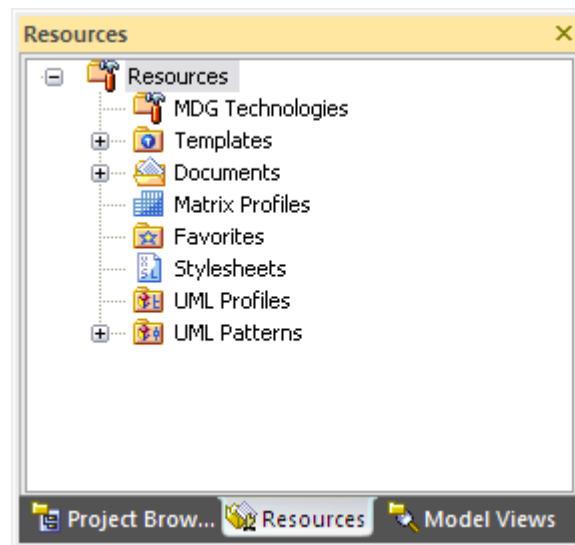 Resources
Resources
MDG Technologies
Templates
Documents
Matrix Profiles
Favorites
Stylesheets
UML Profiles
UML Patterns
Project Brow... Resources Model Views